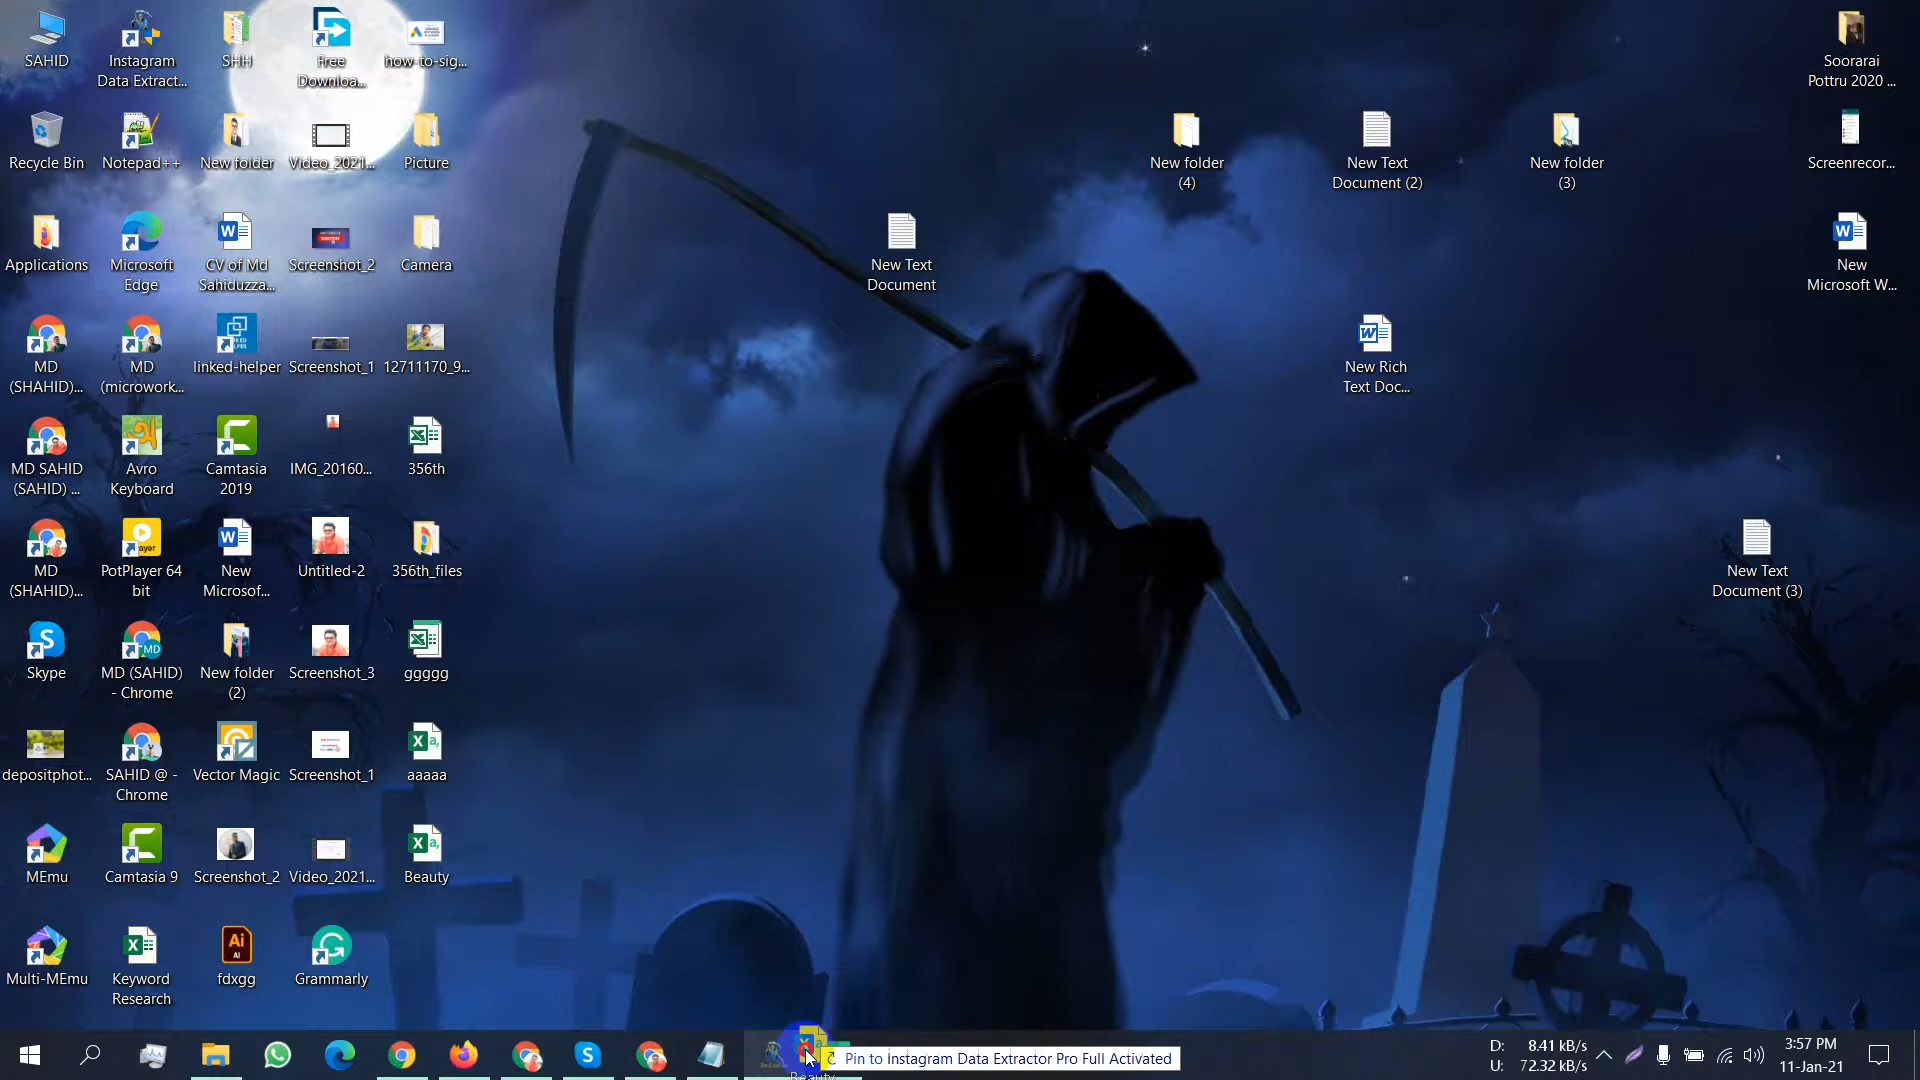 SAHID
Instagram
Data Extract...
SHH
Free
Downloa...
how-to-sig...
Soorarai
Pottru 2020 ...
Recycle Bin
Notepad++
New folder
Video_2021...
Picture
New folder
(4)
New Text
Document (2)
New folder
(3)
Screenrecor...
Applications
Microsoft
Edge
CV of Md
Sahiduzza...
Screenshot_2
Camera
New Text
Document
New
Microsoft W...
MD
(SHAHID)...
MD
(microwork...
linked-helper
Screenshot_1
12711170_9...
New Rich
Text Doc...
MD SAHID
(SAHID) ...
Avro
Keyboard
Camtasia
2019
IMG_20160...
356th
MD
(SHAHID)...
PotPlayer 64
bit
New
Microsof...
Untitled-2
356th_files
New Text
Document (3)
Skype
MD (SAHID)
- Chrome
New folder
(2)
Screenshot_3
ggggg
depositphot...
SAHID @ -
Chrome
Vector Magic
Screenshot_1
aaaaa
MEmu
Camtasia 9
Screenshot_2
Video_2021...
Beauty
Multi-MEmu
Keyword
Research
fdxgg
Grammarly
Pin to Instagram Data Extractor Pro Full Activated
Beauty
D: 8.41 kB/s
U: 72.32 kB/s
3:57 PM
11-Jan-21